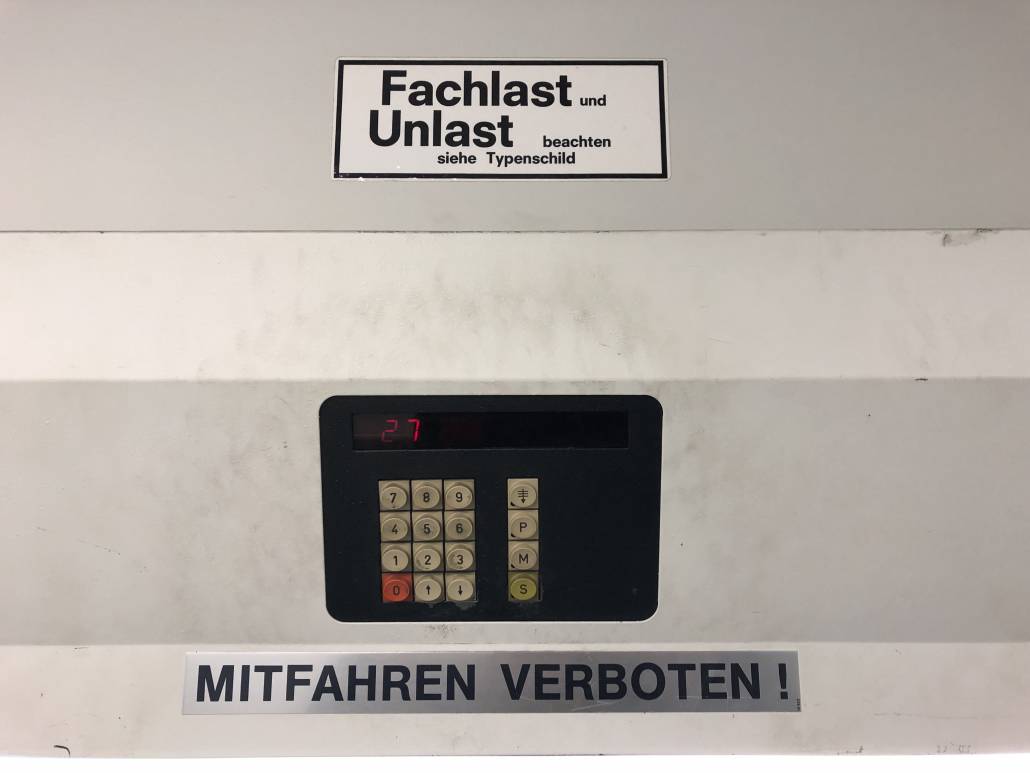 Fachlast und
Unlast beachten
siehe Typenschild
27
7 8 9
4 5 6 P
1 2 3 M
0 ↑ ↓ S
MITFAHREN VERBOTEN !